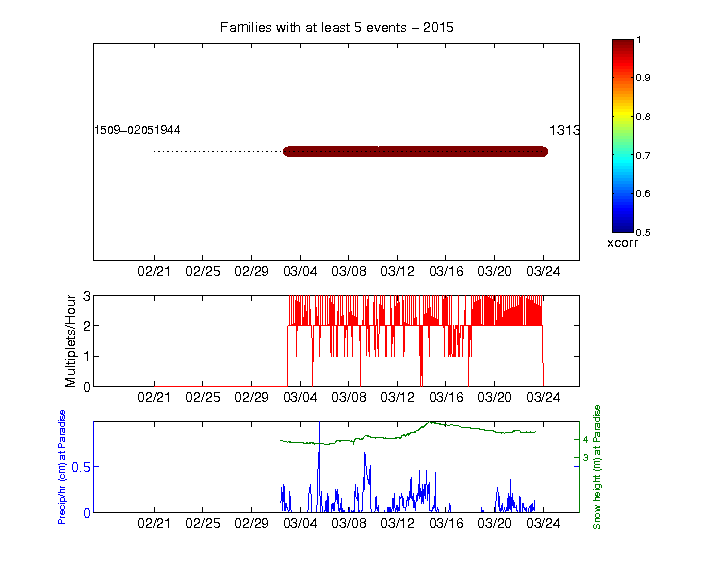 Families with at least 5 events − 2015
1509−02051944
1313
1
0.9
0.8
0.7
0.6
0.5
xcorr
02/21 02/25 02/29 03/04 03/08 03/12 03/16 03/20 03/24
Multiplets/Hour
3
2
1
0
02/21 02/25 02/29 03/04 03/08 03/12 03/16 03/20 03/24
Precip/hr (cm) at Paradise
0.5
0
4
3
Snow height (m) at Paradise
02/21 02/25 02/29 03/04 03/08 03/12 03/16 03/20 03/24